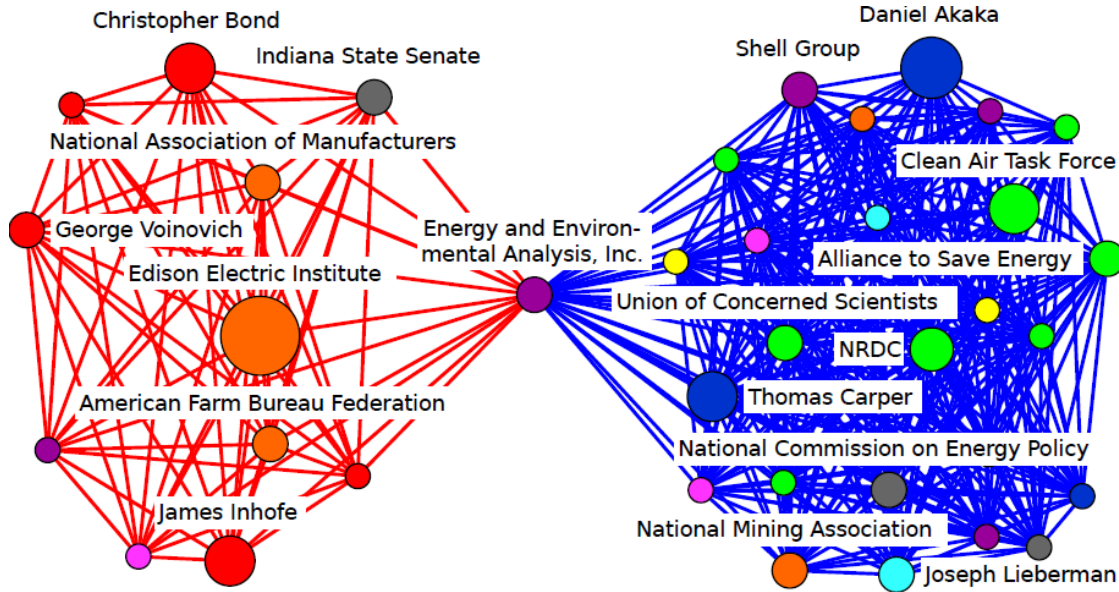 Christopher Bond
Daniel Akaka
Indiana State Senate
Shell Group
National Association of Manufacturers
Clean Air Task Force
George Voinovich
Energy and Environ-
mental Analysis, Inc.
Alliance to Save Energy
Edison Electric Institute
Union of Concerned Scientists
NRDC
American Farm Bureau Federation
Thomas Carper
National Commission on Energy Policy
James Inhofe
National Mining Association
Joseph Lieberman